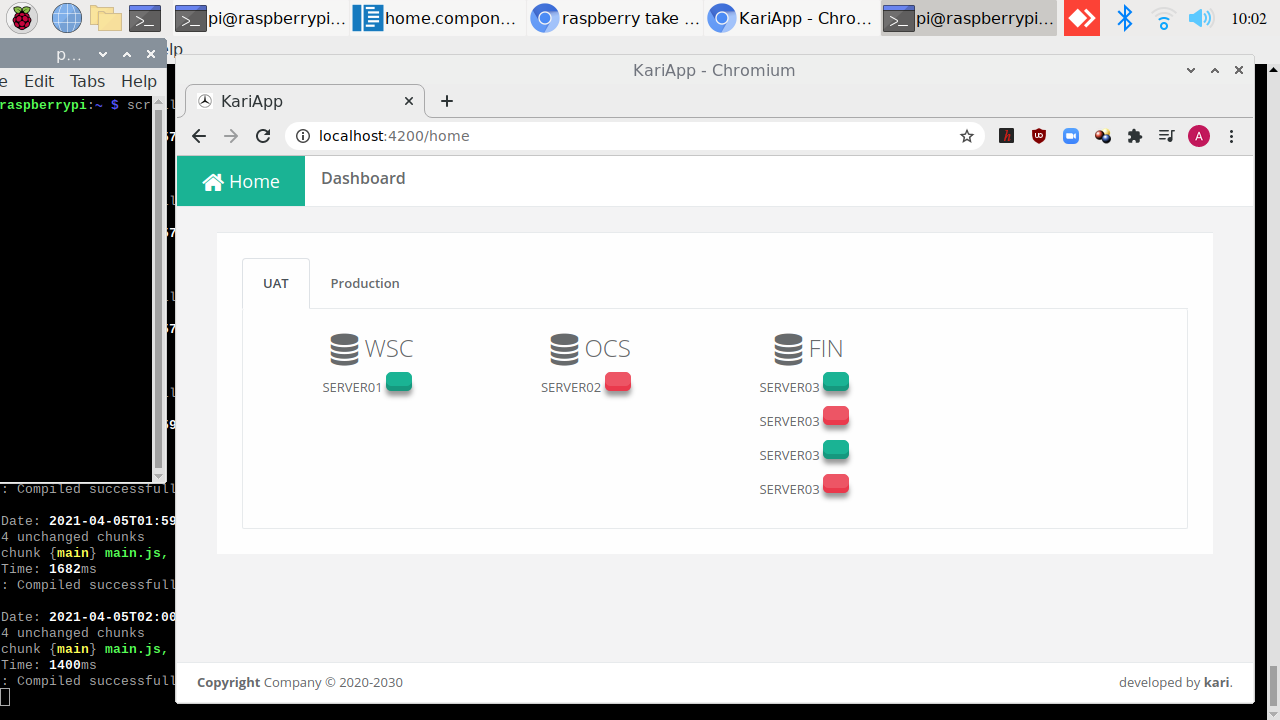 pi@raspberrypi... home.compon... raspberry take ... KariApp - Chro... pi@raspberrypi... 10:02
elp
p...
e Edit Tabs Help
raspberrypi:~ $ scr
KariApp - Chromium
KariApp
localhost:4200/home
A
Home Dashboard
UAT Production
WSC OCS FIN
SERVER01 SERVER02 SERVER03
SERVER03
SERVER03
SERVER03
Copyright Company © 2020-2030 developed by kari.
: Compiled successfull
Date: 2021-04-05T01:59
4 unchanged chunks
chunk {main} main.js,
Time: 1682ms
: Compiled successfull
Date: 2021-04-05T02:00
4 unchanged chunks
chunk {main} main.js,
Time: 1400ms
: Compiled successfull